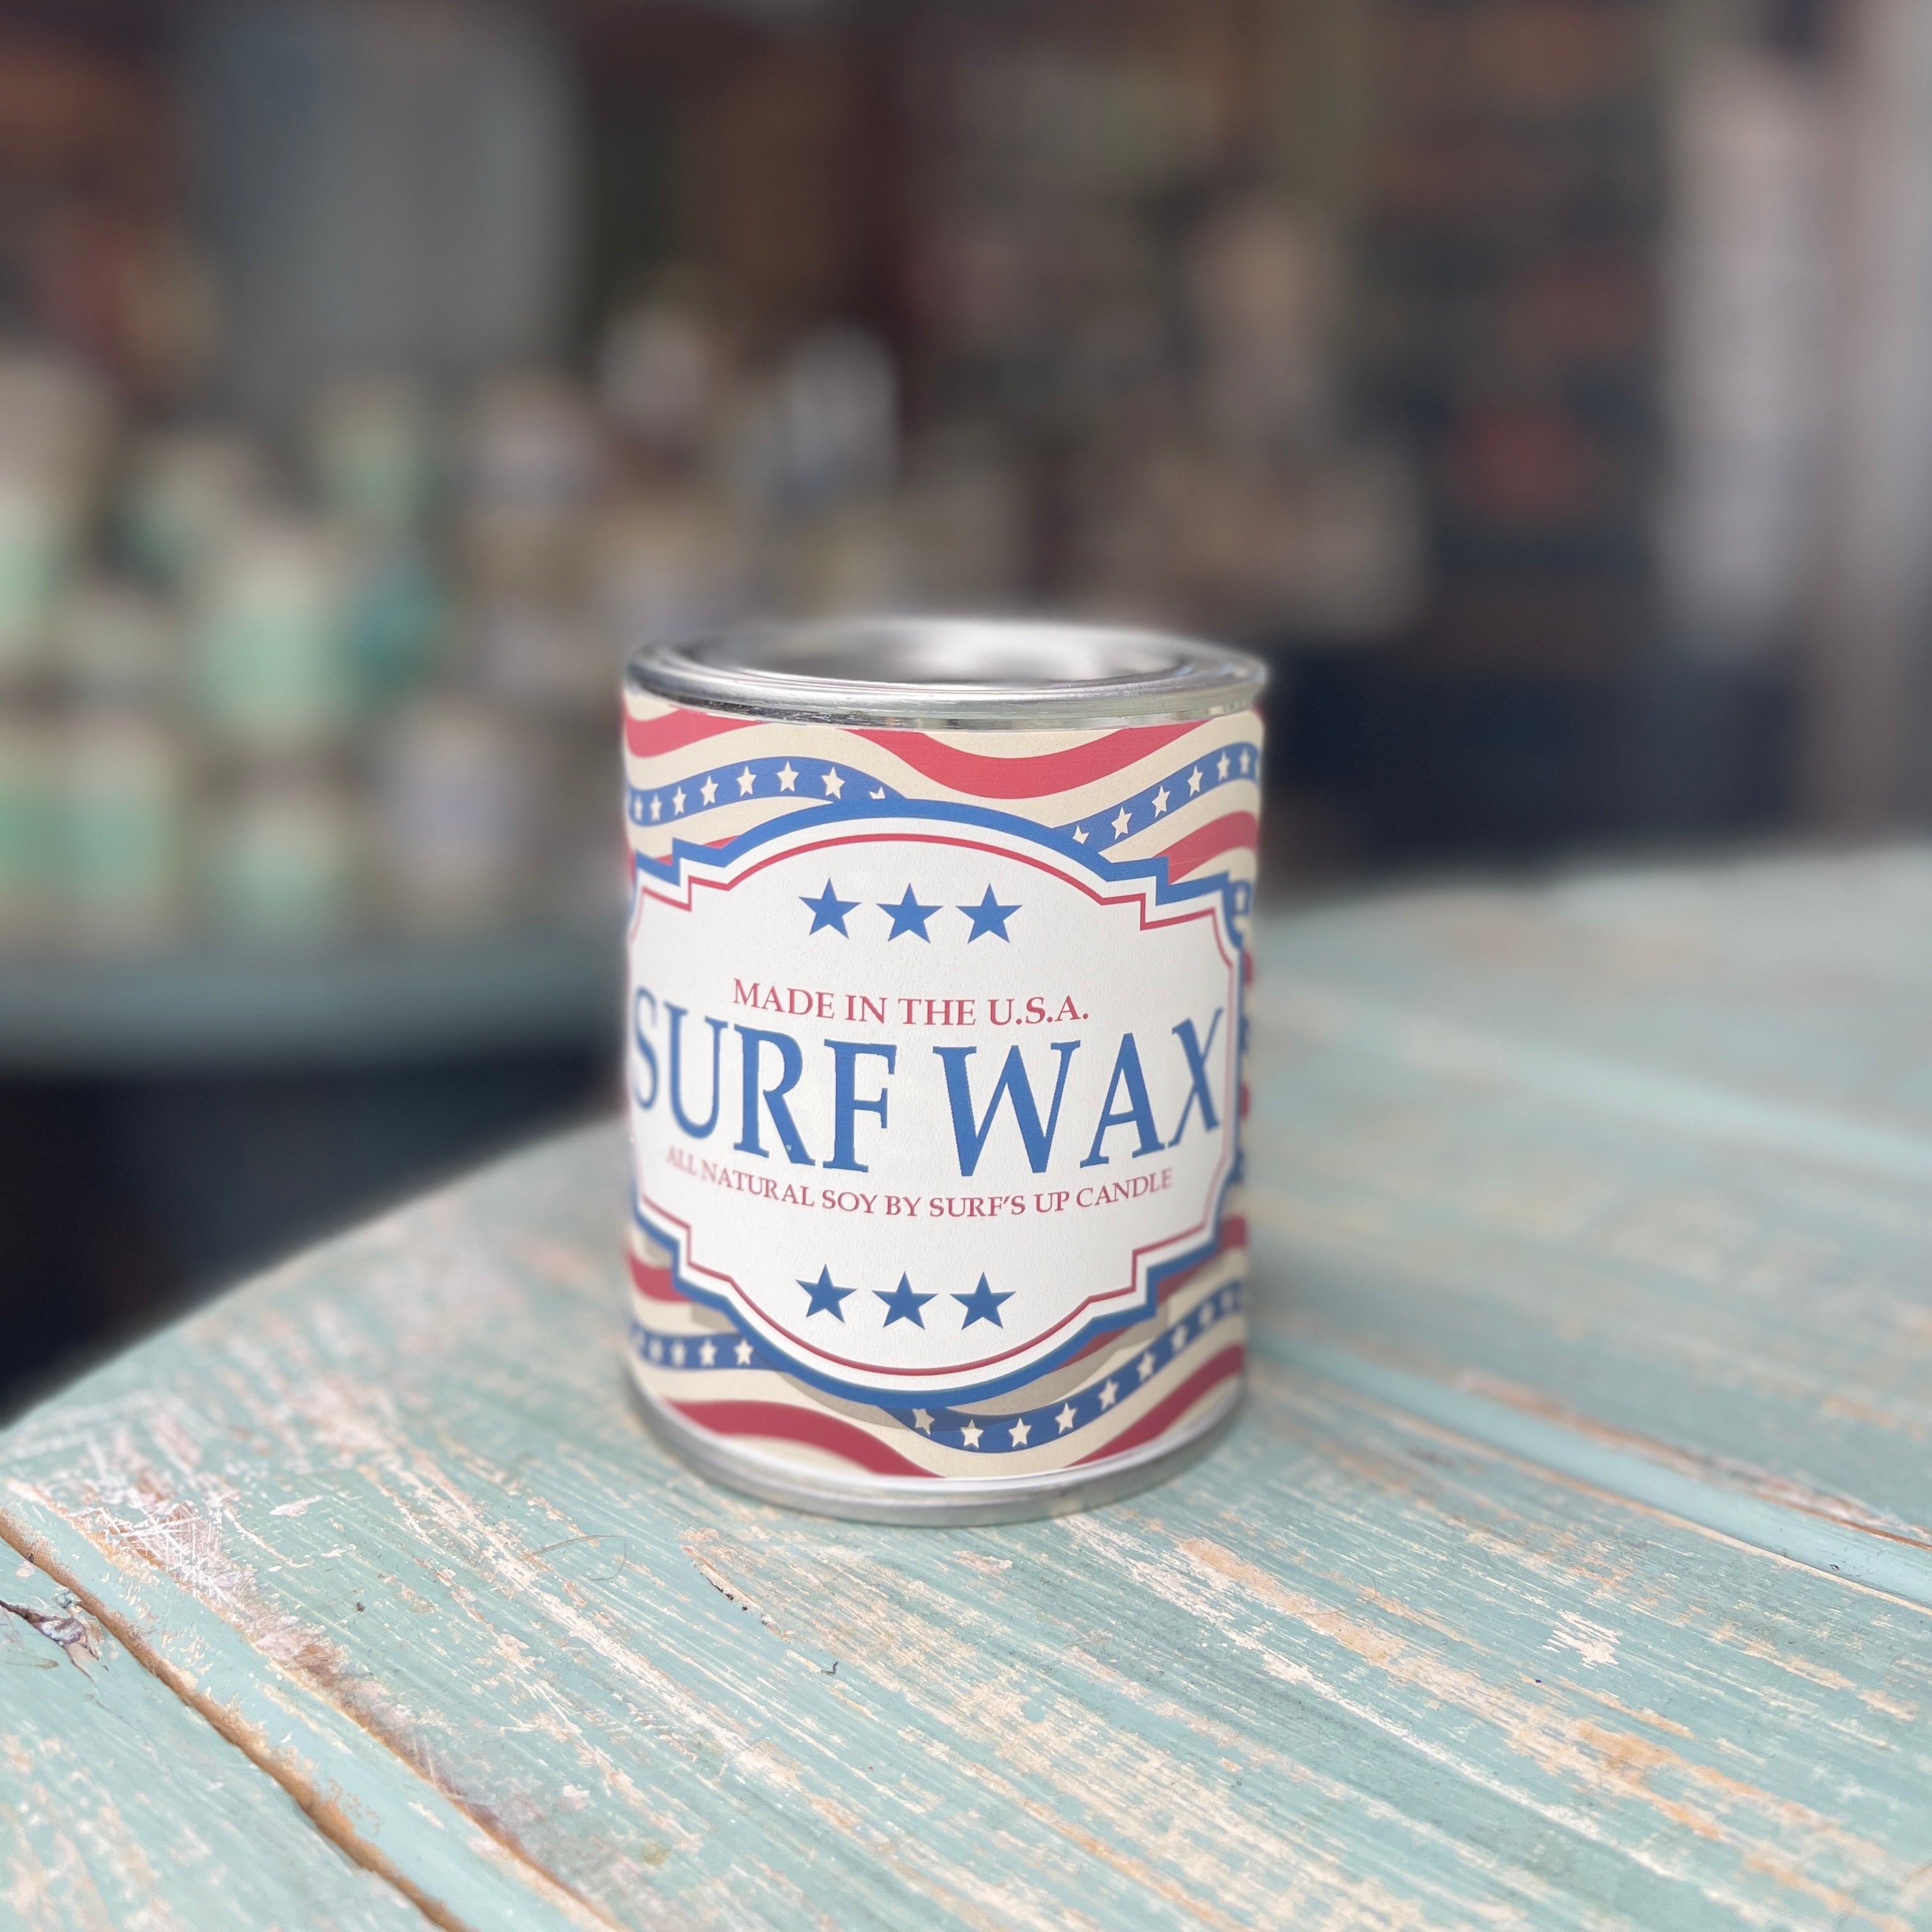 MADE IN THE U.S.A.
SURF WAX
ALL NATURAL SOY BY SURF'S UP CANDLE